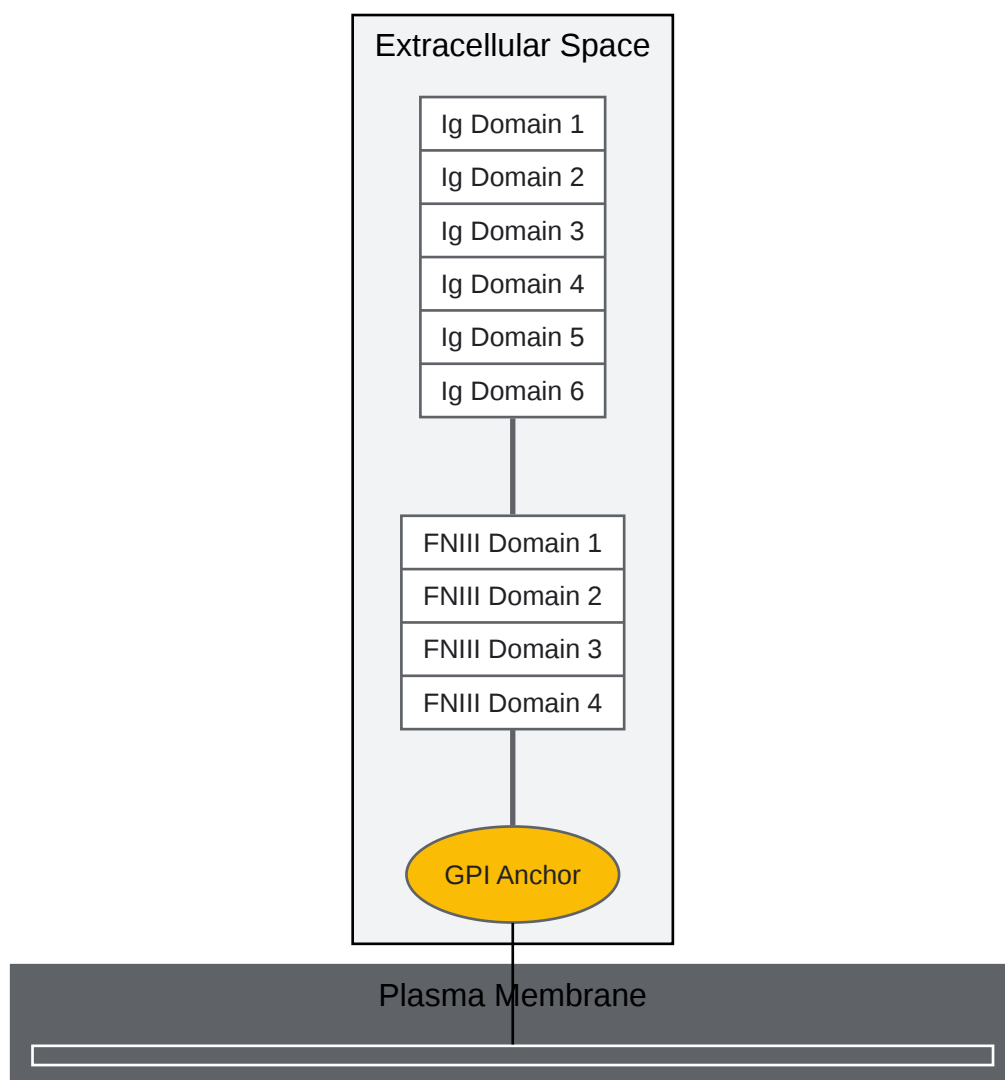 Extracellular Space
Ig Domain 1
Ig Domain 2
Ig Domain 3
Ig Domain 4
Ig Domain 5
Ig Domain 6
FNIII Domain 1
FNIII Domain 2
FNIII Domain 3
FNIII Domain 4
GPI Anchor
Plasma Membrane